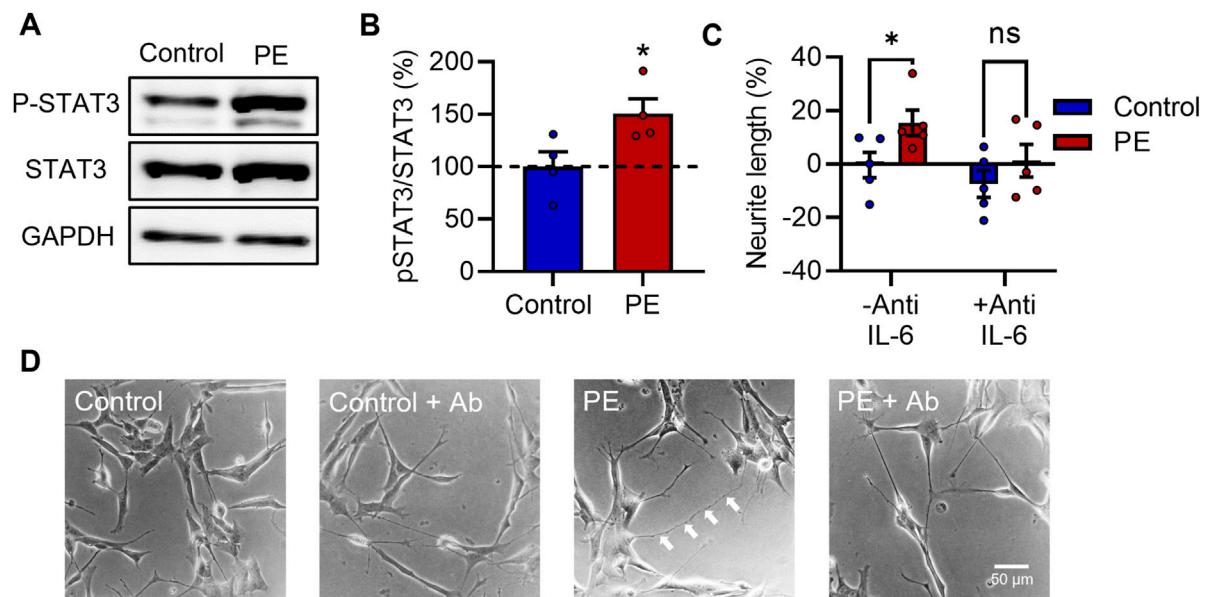 A
Control PE
P-STAT3
STAT3
GAPDH
B
pSTAT3/STAT3 (%)
200
150
100
50
0
*
Control PE
C
Neurite length (%)
40
20
0
-20
-40
* ns
-Anti +Anti
IL-6 IL-6
Control
PE
D
Control
Control + Ab
PE
PE + Ab
50 µm